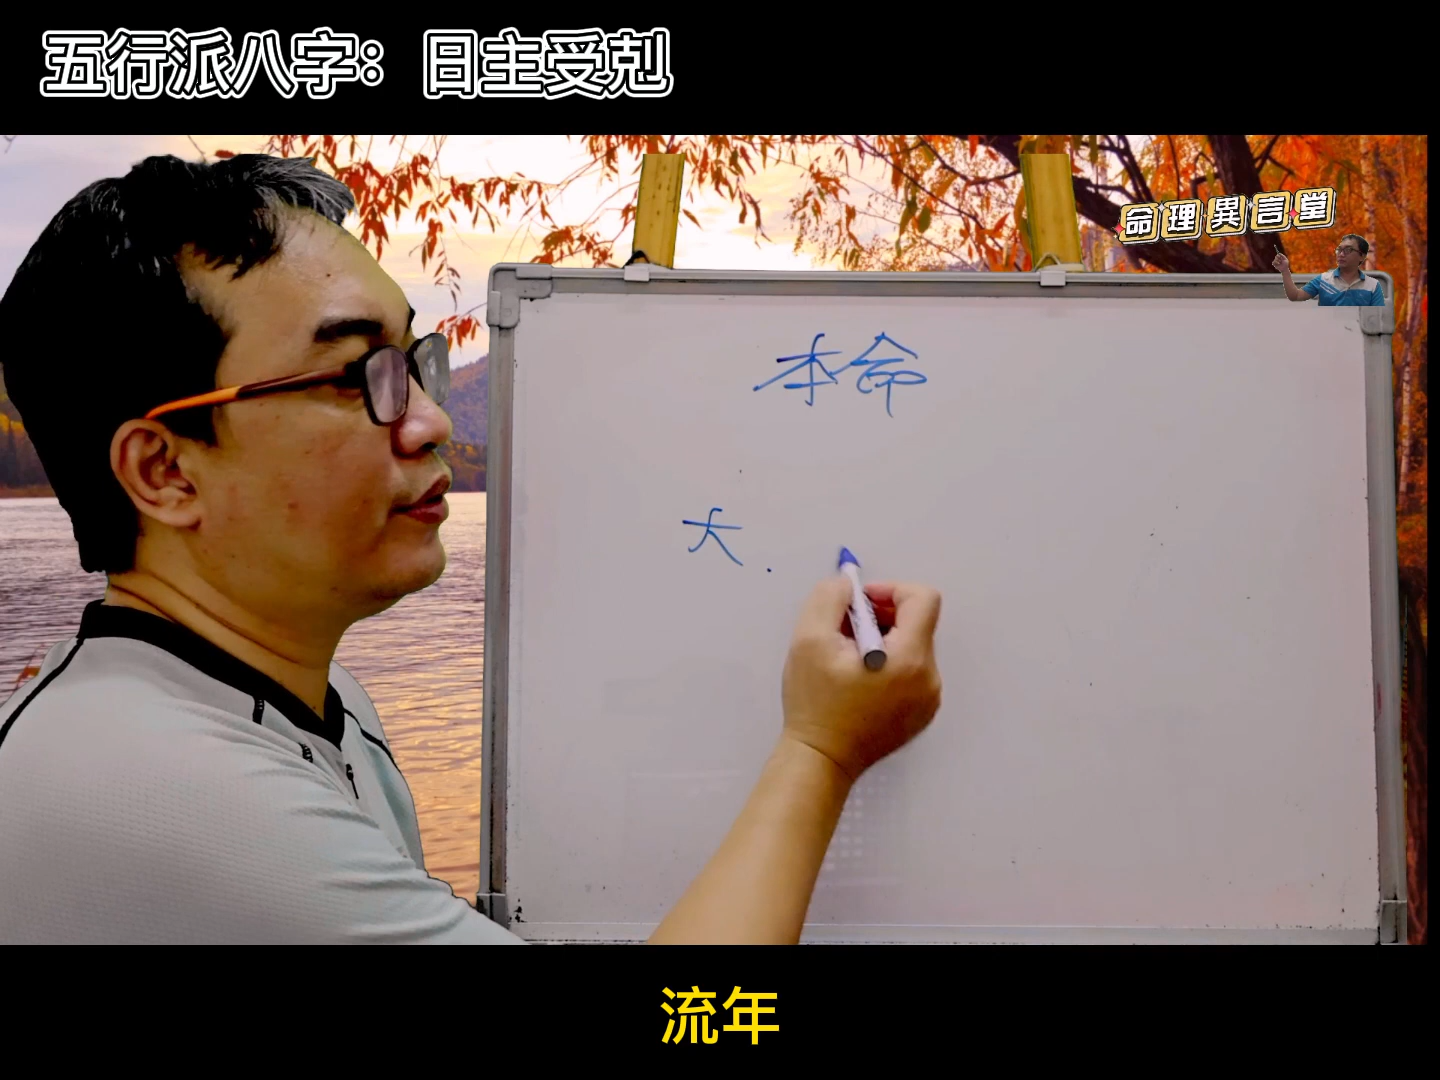 五行派八字：日主受剋
命理異言堂
本命
大.
流年